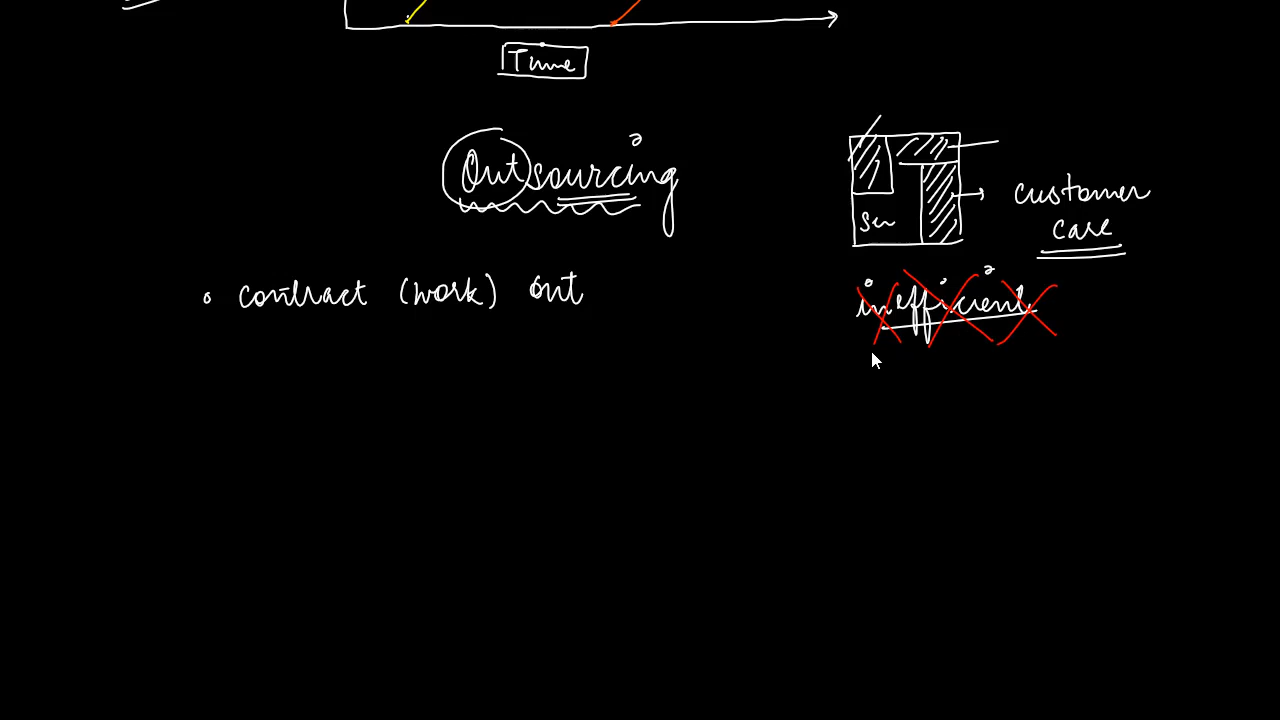 Time
Outsourcing
customer
care
• contract (work) out
inefficient